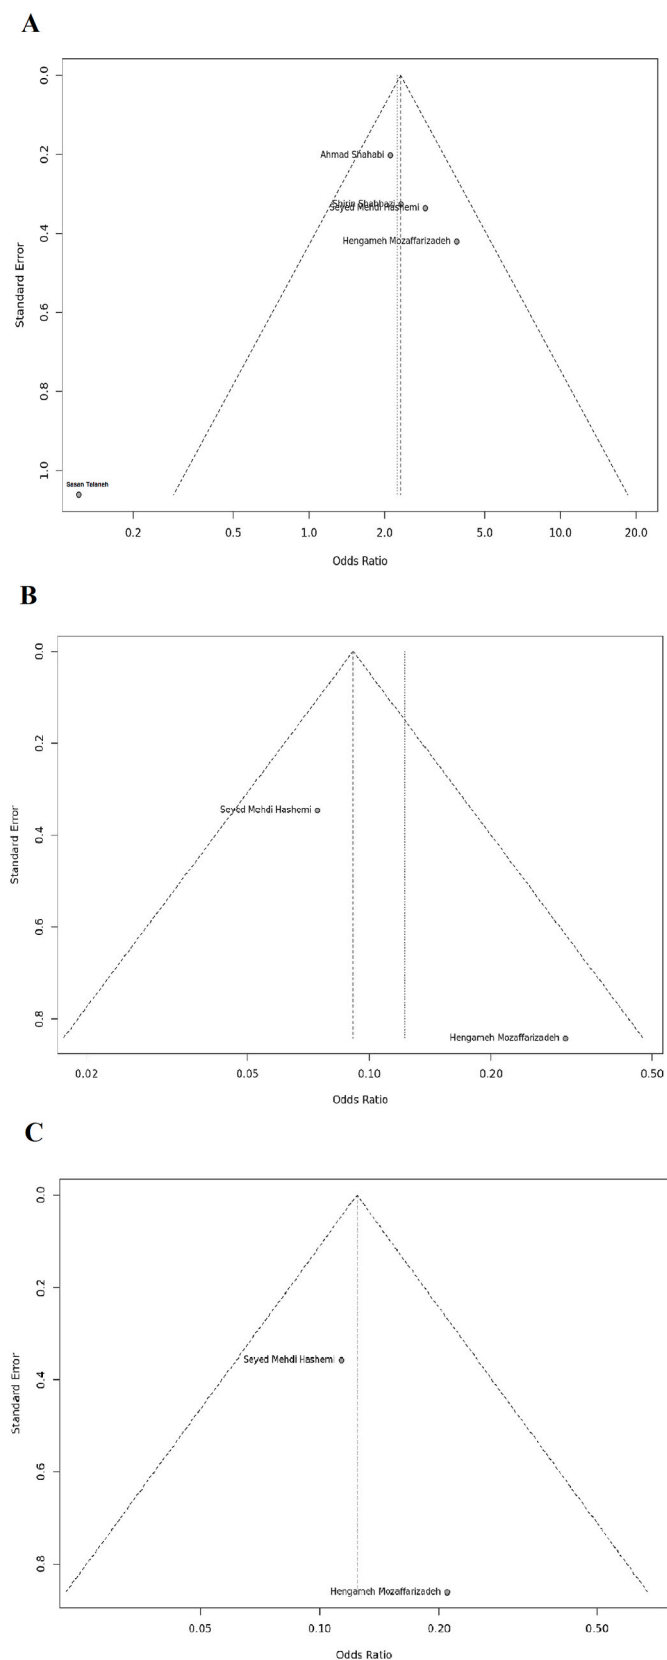 A
0.0
0.2
0.4
0.6
0.8
1.0
Standard Error
Ahmad Shahabi
Shirin Shahbazi
Seyed Mehdi Hashemi
Hengameh Mozaffarizadeh
Sasan Talaneh
0.2
0.5
1.0
2.0
5.0
10.0
20.0
Odds Ratio
B
0.0
0.2
0.4
0.6
0.8
Standard Error
Seyed Mehdi Hashemi
Hengameh Mozaffarizadeh
0.02
0.05
0.10
0.20
0.50
Odds Ratio
C
0.0
0.2
0.4
0.6
0.8
Standard Error
Seyed Mehdi Hashemi
Hengameh Mozaffarizadeh
0.05
0.10
0.20
0.50
Odds Ratio